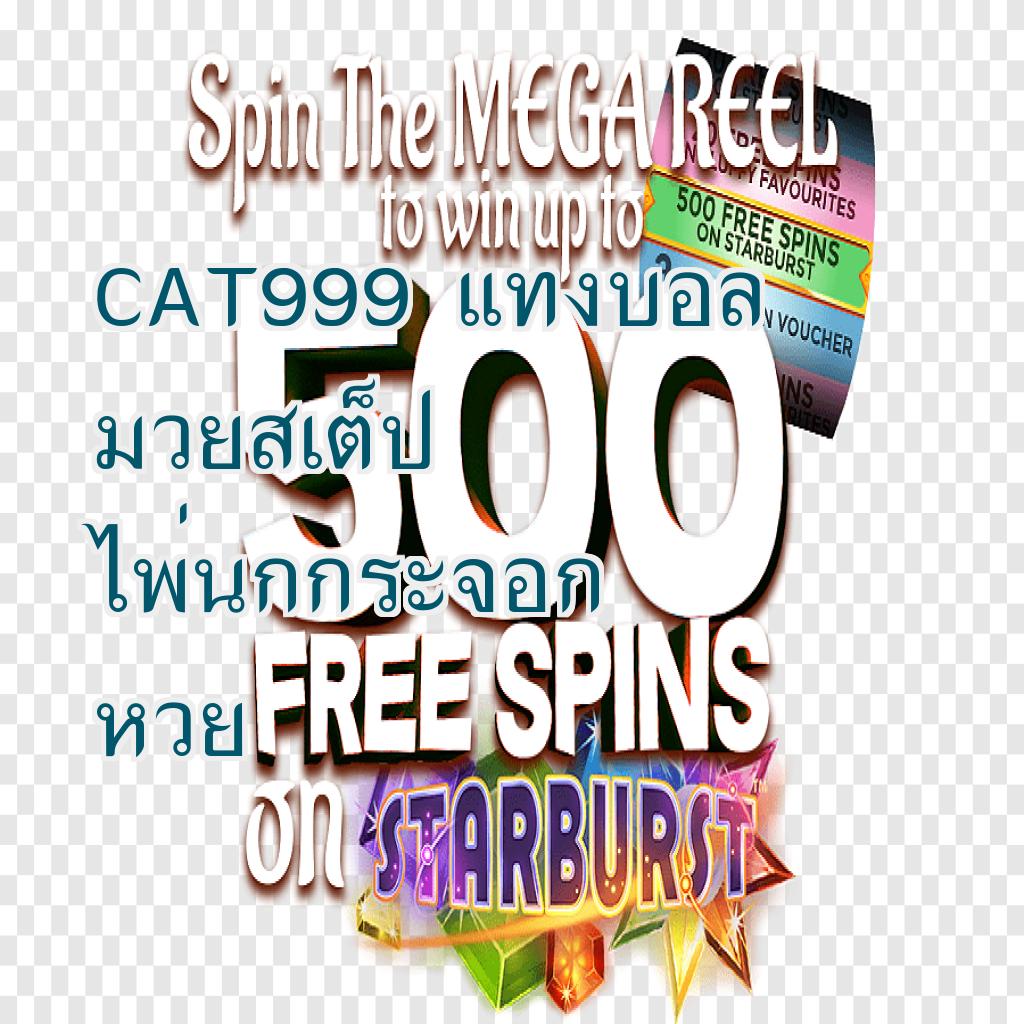 Spin The MEGA REEL
to win up to
500 FREE SPINS
ON STARBURST
N VOUCHER
CAT999 แทงบอล
500
มวยสเต็ป
ไพ่นกกระจอก
FREE SPINS
หวย
on STARBURST™